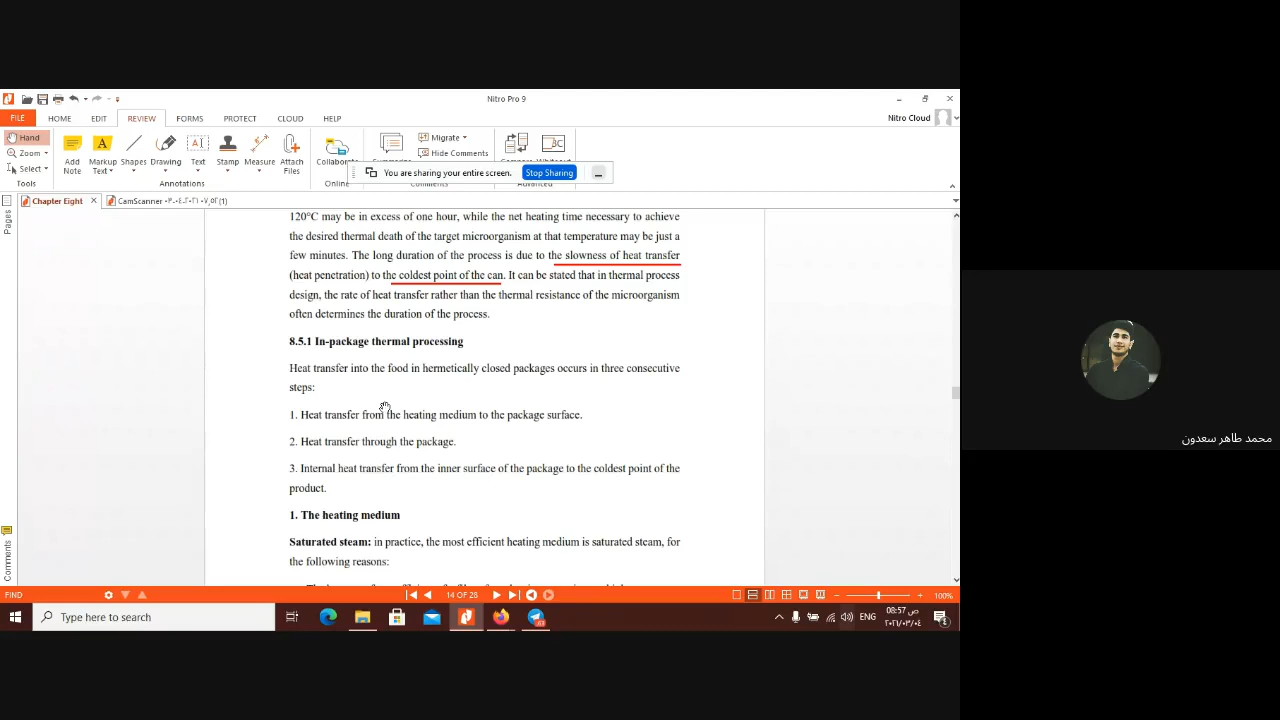 Nitro Pro 9
FILE HOME EDIT REVIEW FORMS PROTECT CLOUD HELP
Nitro Cloud
Hand
Zoom
Select
Tools
Add Note
Markup Text
Shapes
Drawing
Text
Stamp
Measure
Attach Files
Annotations
Collaborate
Online
Migrate
Hide Comments
You are sharing your entire screen.
Stop Sharing
Chapter Eight
CamScanner
Pages
Comments
120°C may be in excess of one hour, while the net heating time necessary to achieve
the desired thermal death of the target microorganism at that temperature may be just a
few minutes. The long duration of the process is due to the slowness of heat transfer
(heat penetration) to the coldest point of the can. It can be stated that in thermal process
design, the rate of heat transfer rather than the thermal resistance of the microorganism
often determines the duration of the process.
8.5.1 In-package thermal processing
Heat transfer into the food in hermetically closed packages occurs in three consecutive
steps:
1. Heat transfer from the heating medium to the package surface.
2. Heat transfer through the package.
3. Internal heat transfer from the inner surface of the package to the coldest point of the
product.
1. The heating medium
Saturated steam: in practice, the most efficient heating medium is saturated steam, for
the following reasons:
محمد طاهر سعدون
FIND
14 OF 28
100%
Type here to search
ENG
08:57 ص
٢٠٢١/٠٣/٠٤